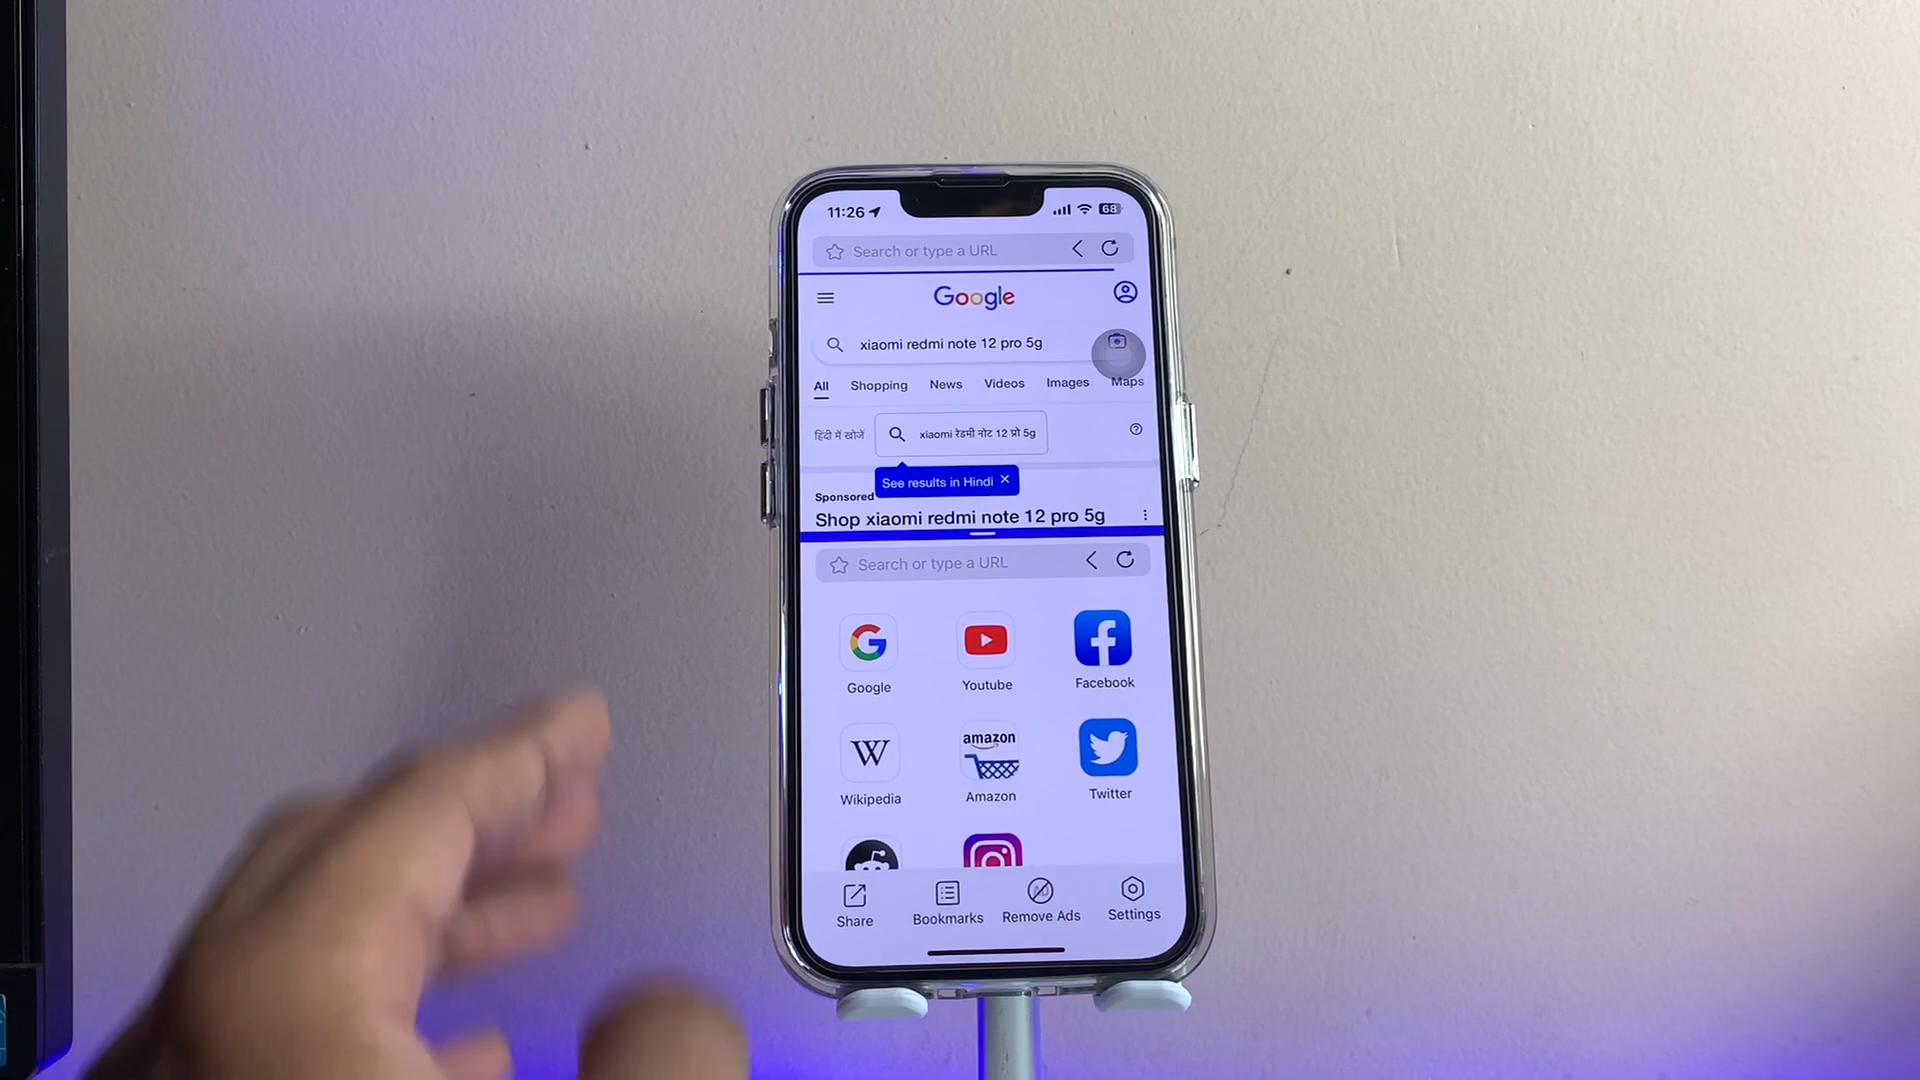 11:26
68
Search or type a URL
Google
xiaomi redmi note 12 pro 5g
All Shopping News Videos Images Maps
हिंदी में खोजें xiaomi रेडमी नोट 12 प्रो 5g
See results in Hindi
Sponsored
Shop xiaomi redmi note 12 pro 5g
Search or type a URL
Google Youtube Facebook
W amazon
Wikipedia Amazon Twitter
Share Bookmarks Remove Ads Settings